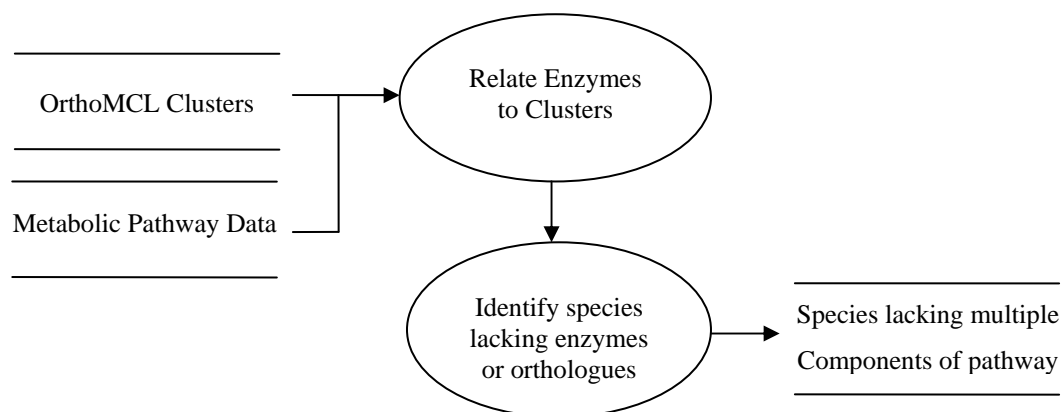 Relate Enzymes
to Clusters
OrthoMCL Clusters
Metabolic Pathway Data
Identify species
lacking enzymes
or orthologues
Species lacking multiple
Components of pathway